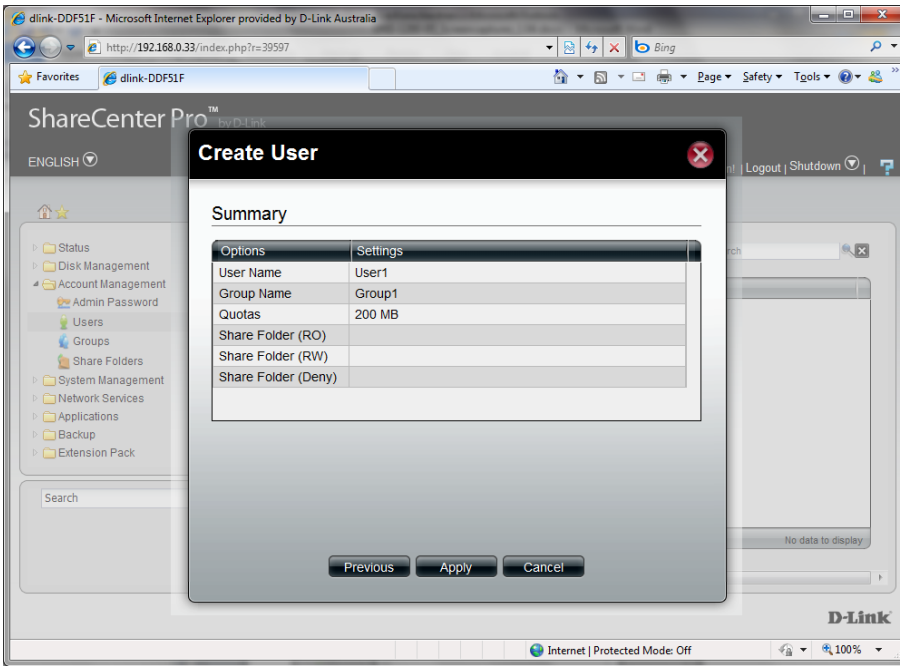 dlink-DDF51F - Microsoft Internet Explorer provided by D-Link Australia
http://192.168.0.33/index.php?r=39597
Bing
Favorites
dlink-DDF51F
Page
Safety
Tools
»
ShareCenter Pro™ by D-Link
ENGLISH
| Logout | Shutdown |
Create User
Summary
Options Settings
User Name User1
Group Name Group1
Quotas 200 MB
Share Folder (RO)
Share Folder (RW)
Share Folder (Deny)
Previous Apply Cancel
Status
Disk Management
Account Management
Admin Password
Users
Groups
Share Folders
System Management
Network Services
Applications
Backup
Extension Pack
Search
No data to display
D-Link
Internet | Protected Mode: Off
100%